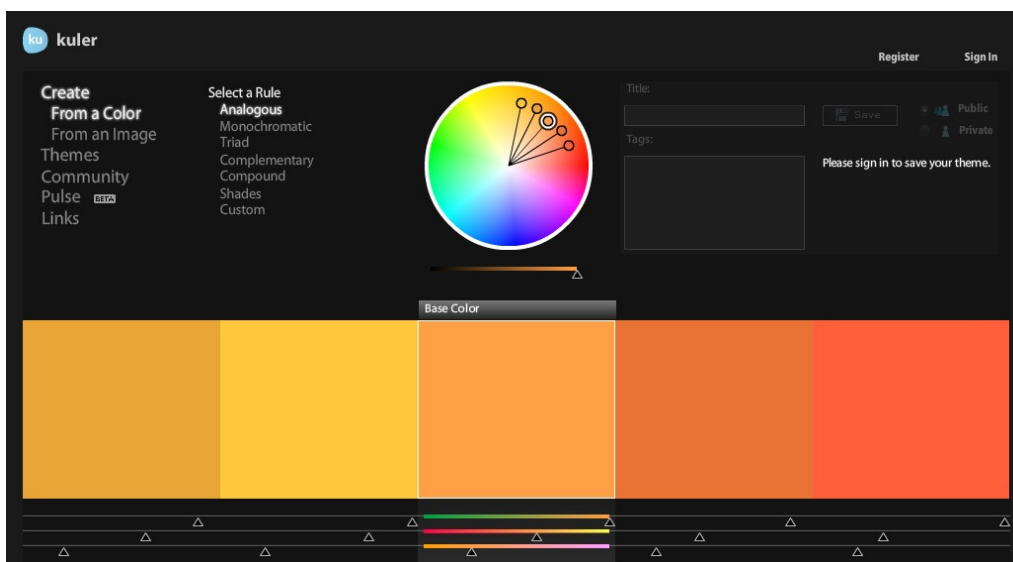 ku kuler
Register Sign In
Create
From a Color
From an Image
Themes
Community
Pulse BETA
Links
Select a Rule
Analogous
Monochromatic
Triad
Complementary
Compound
Shades
Custom
Title:
Save
Public
Private
Tags:
Please sign in to save your theme.
Base Color